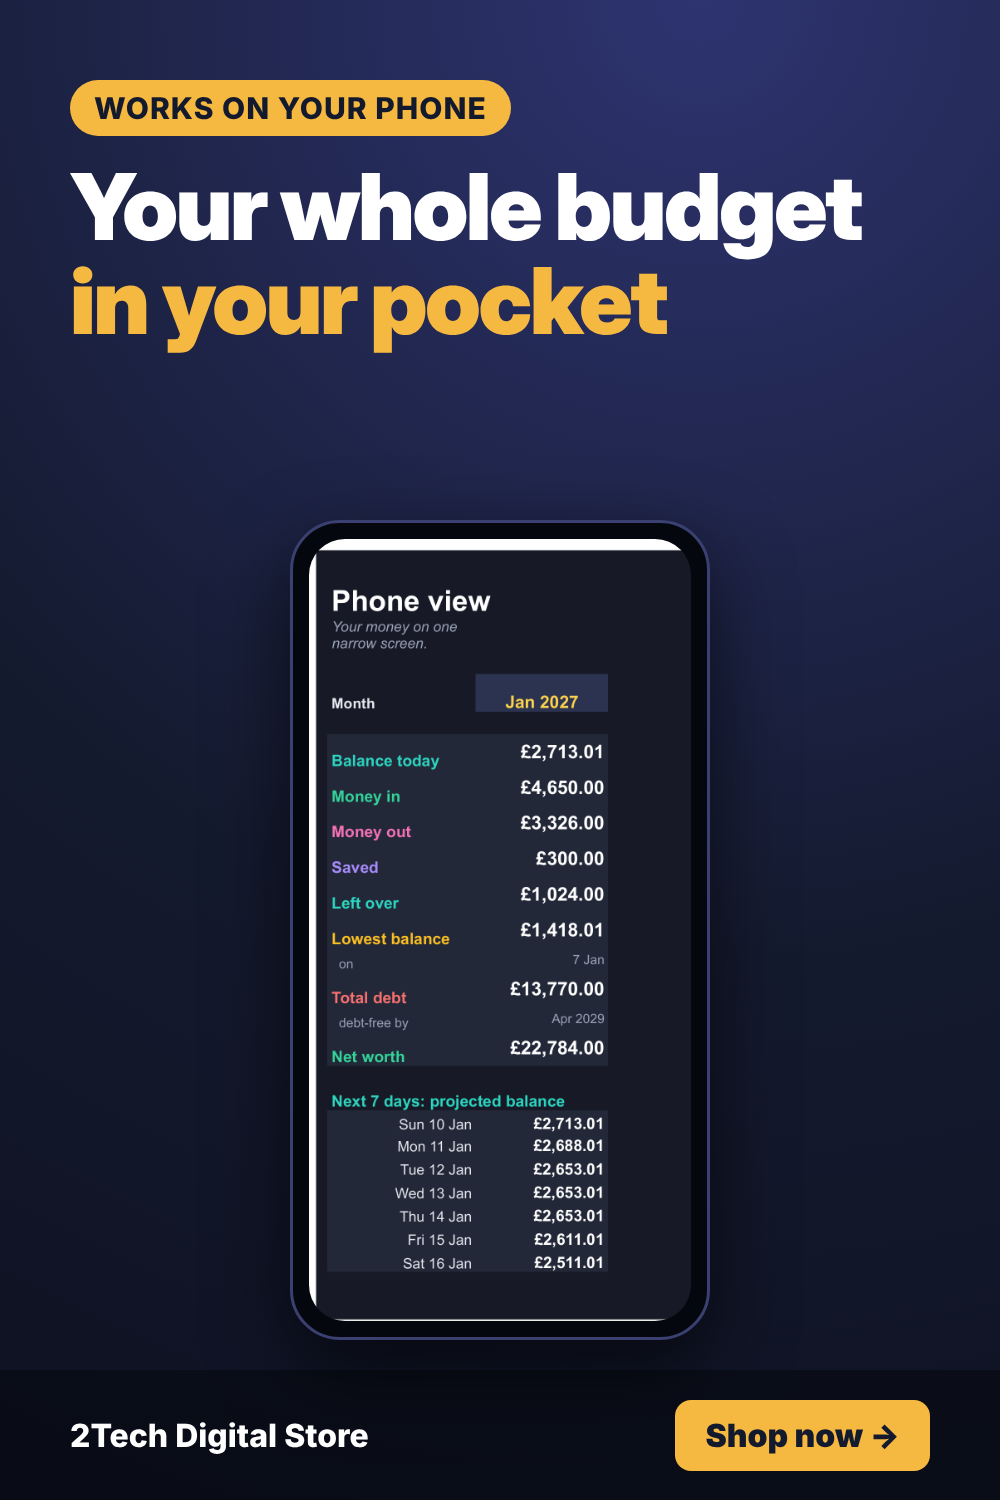 WORKS ON YOUR PHONE
Your whole budget
in your pocket
Phone view
Your money on one
narrow screen.
Month Jan 2027
Balance today £2,713.01
Money in £4,650.00
Money out £3,326.00
Saved £300.00
Left over £1,024.00
Lowest balance £1,418.01
on 7 Jan
Total debt £13,770.00
debt-free by Apr 2029
Net worth £22,784.00
Next 7 days: projected balance
Sun 10 Jan £2,713.01
Mon 11 Jan £2,688.01
Tue 12 Jan £2,653.01
Wed 13 Jan £2,653.01
Thu 14 Jan £2,653.01
Fri 15 Jan £2,611.01
Sat 16 Jan £2,511.01
2Tech Digital Store
Shop now →